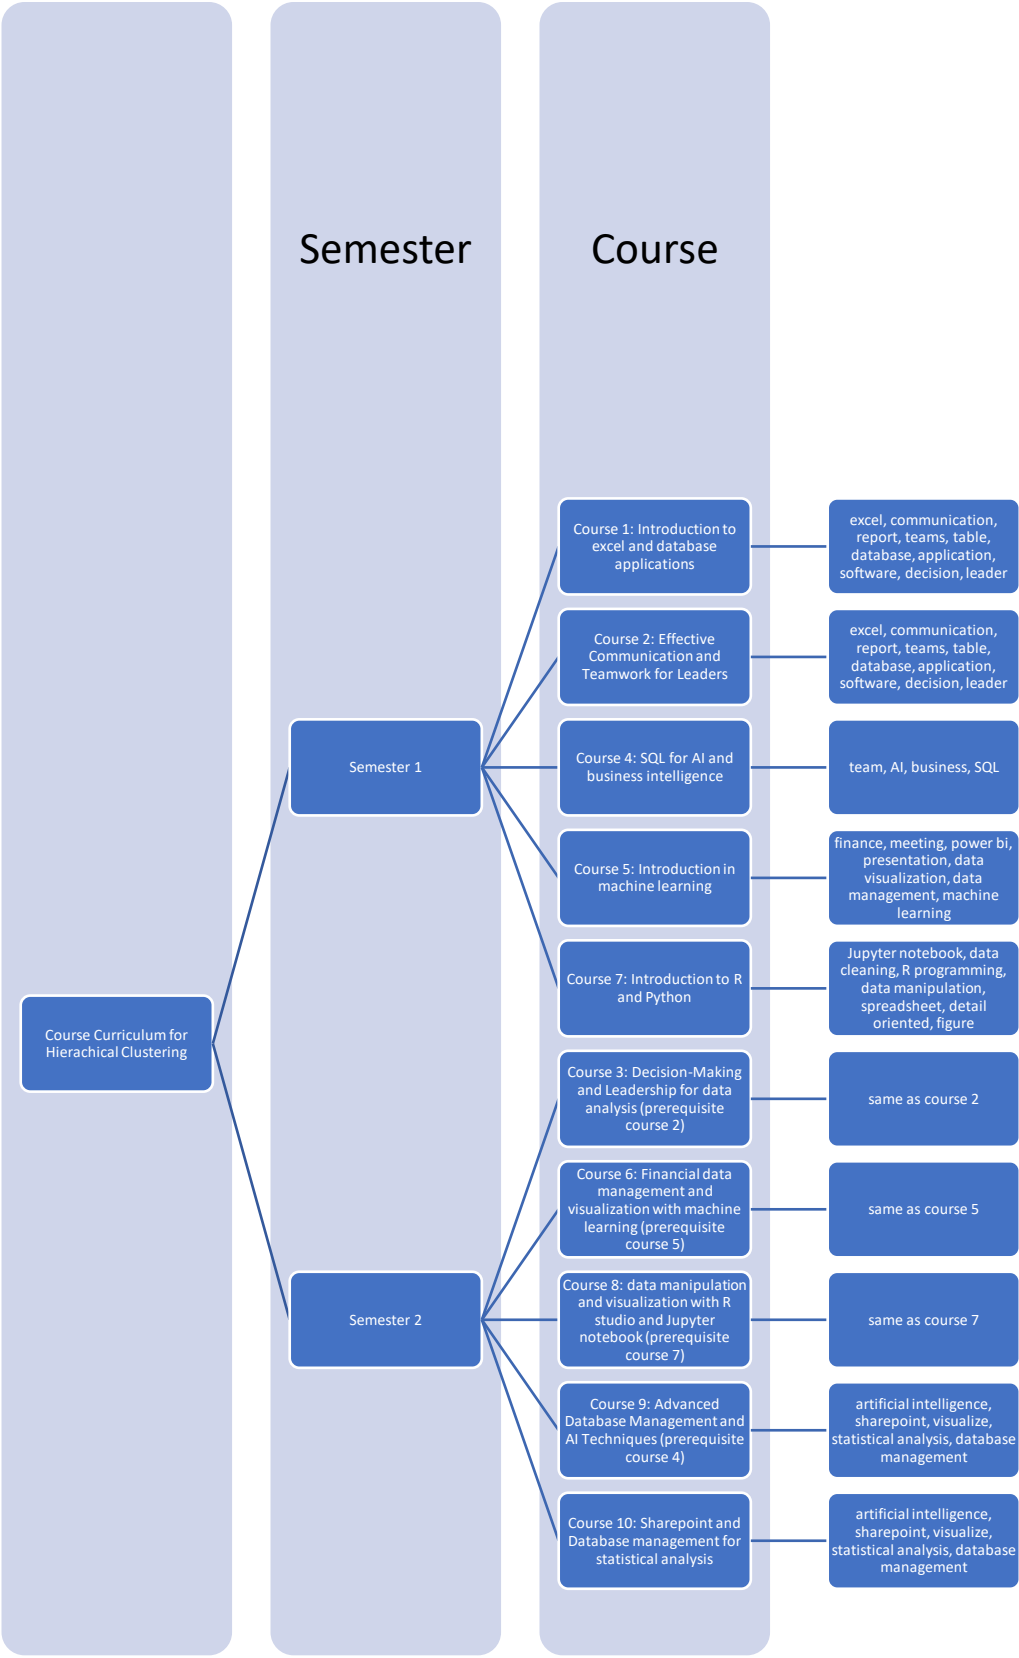 Semester
Course
Course Curriculum for
Hierachical Clustering
Semester 1
Course 1: Introduction to
excel and database
applications
excel, communication,
report, teams, table,
database, application,
software, decision, leader
Course 2: Effective
Communication and
Teamwork for Leaders
excel, communication,
report, teams, table,
database, application,
software, decision, leader
Course 4: SQL for AI and
business intelligence
team, AI, business, SQL
Course 5: Introduction in
machine learning
finance, meeting, power bi,
presentation, data
visualization, data
management, machine
learning
Course 7: Introduction to R
and Python
Jupyter notebook, data
cleaning, R programming,
data manipulation,
spreadsheet, detail
oriented, figure
Semester 2
Course 3: Decision-Making
and Leadership for data
analysis (prerequisite
course 2)
same as course 2
Course 6: Financial data
management and
visualization with machine
learning (prerequisite
course 5)
same as course 5
Course 8: data manipulation
and visualization with R
studio and Jupyter
notebook (prerequisite
course 7)
same as course 7
Course 9: Advanced
Database Management and
AI Techniques (prerequisite
course 4)
artificial intelligence,
sharepoint, visualize,
statistical analysis, database
management
Course 10: Sharepoint and
Database management for
statistical analysis
artificial intelligence,
sharepoint, visualize,
statistical analysis, database
management